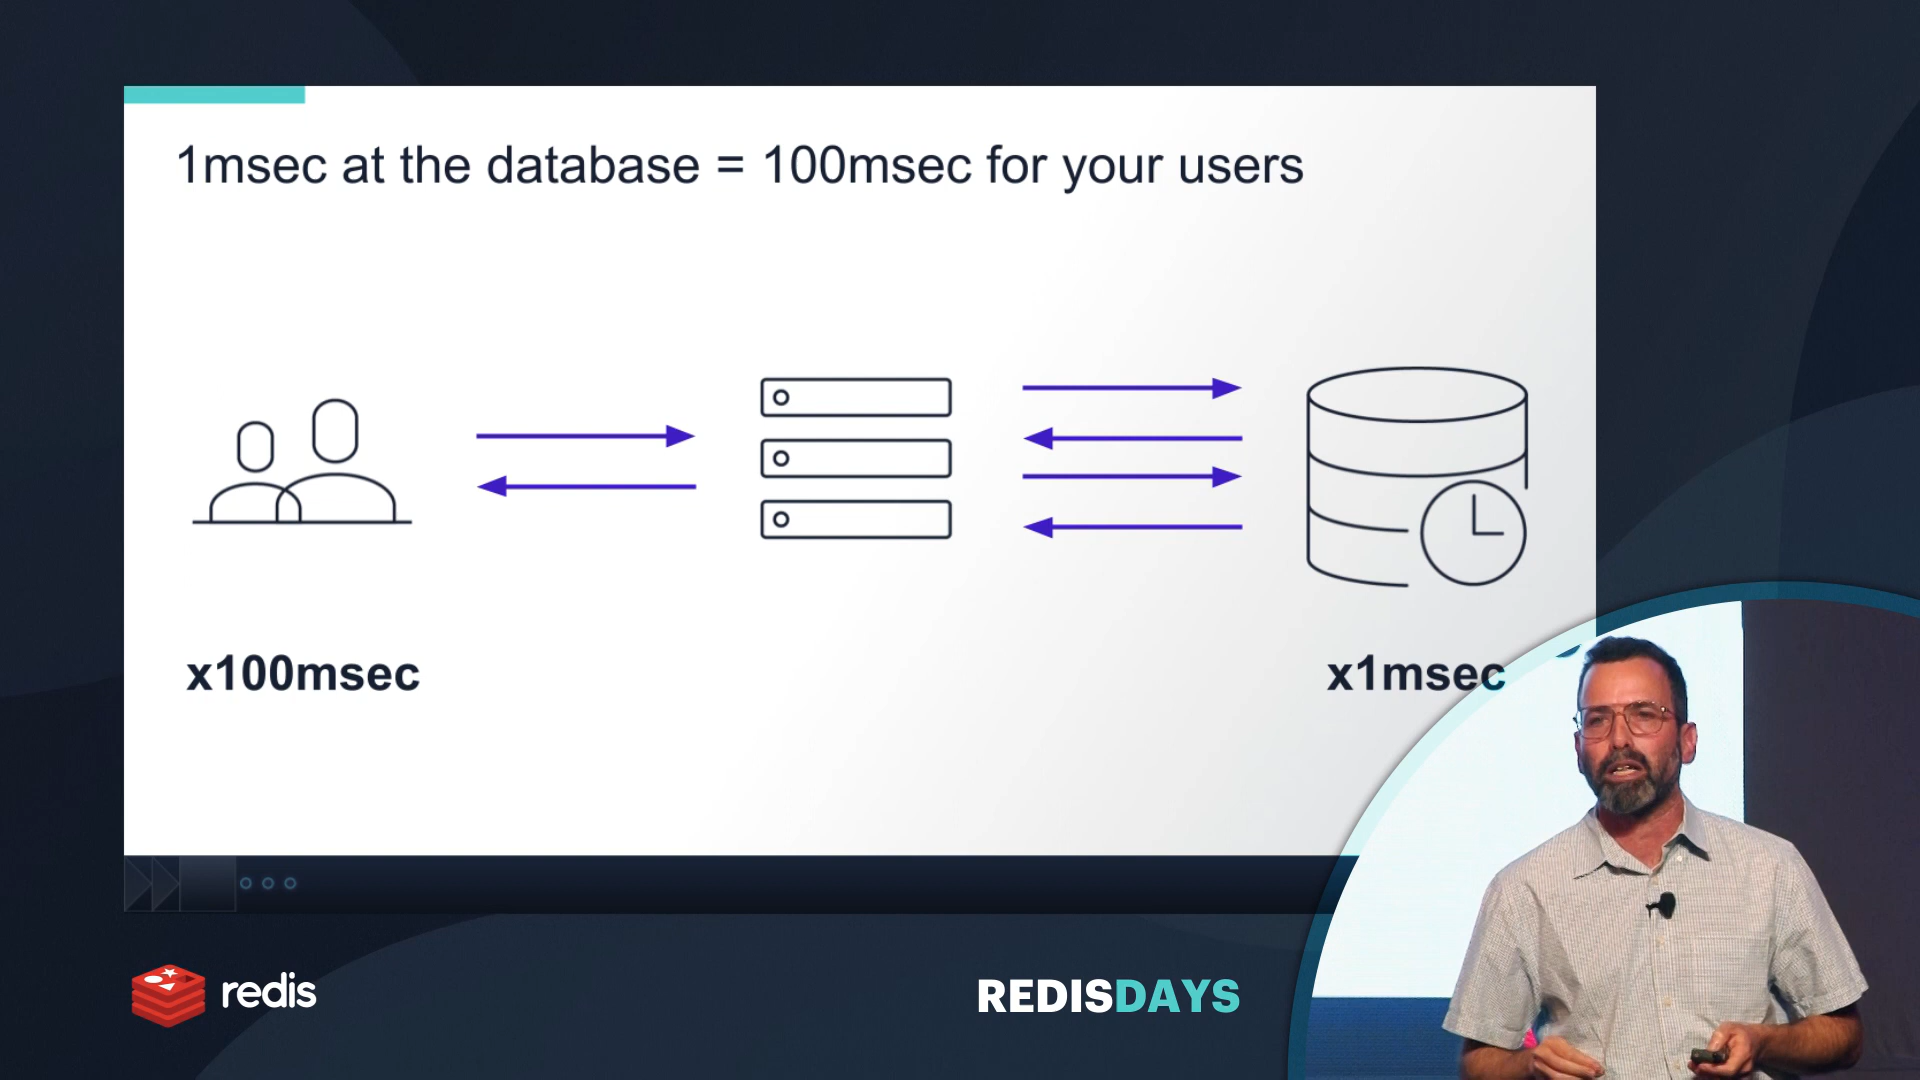 1msec at the database = 100msec for your users
x100msec
x1msec
redis
REDISDAYS